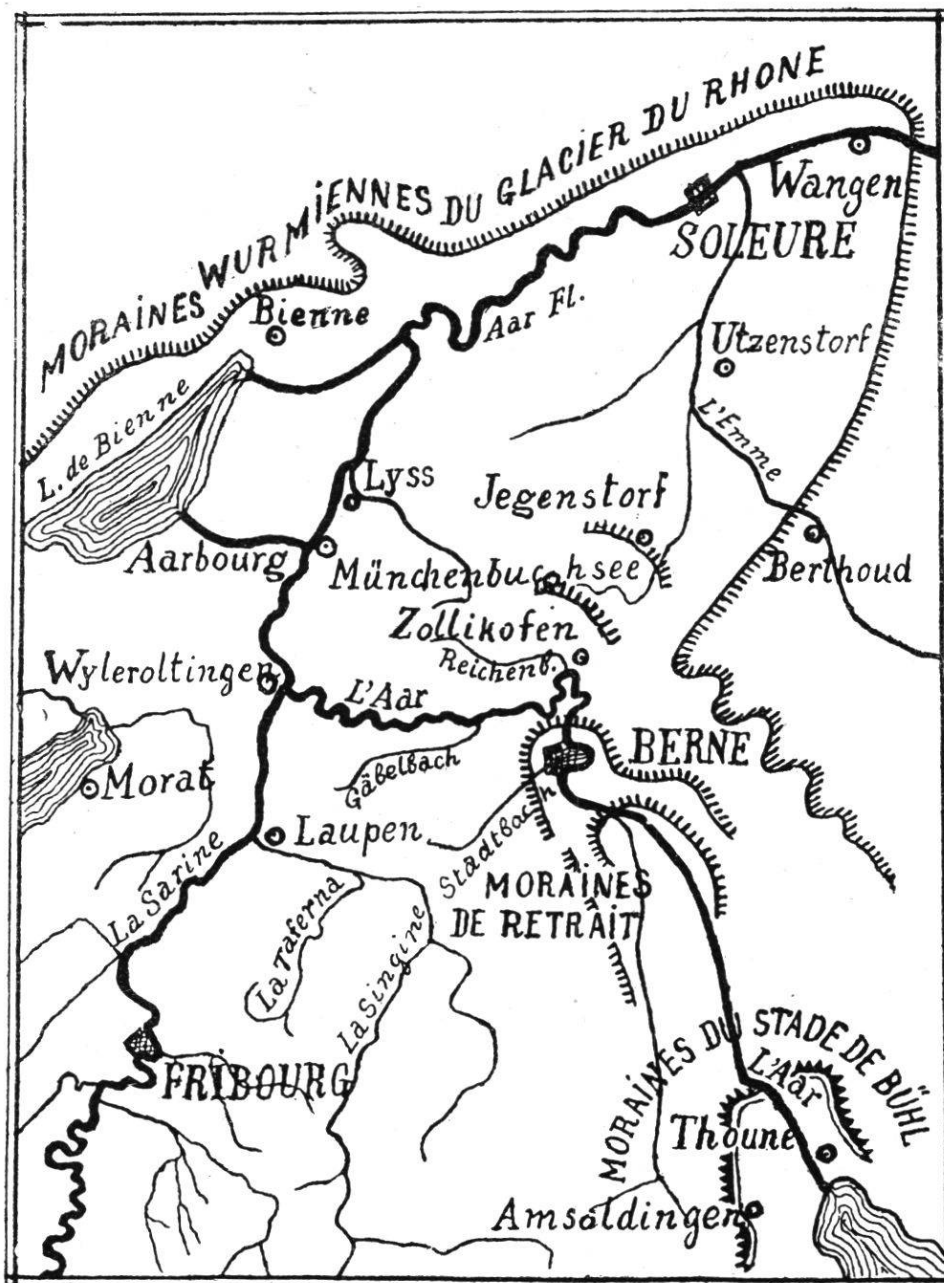 MORAINES WURMIENNES DU GLACIER DU RHONE
Wangen
SOLEURE
Bienne
Aar Fl.
Utzenstorf
L. de Bienne
L'Emme
Lyss
Jegenstorf
Aarbourg
Münchenbuchsee
Berthoud
Zollikofen
Reichenb.
Wyleroltingen
L'Aar
BERNE
Gäbelbach
Morat
Laupen
Stadtbach
La Sarine
MORAINES
DE RETRAIT
La Taferna
La Singine
FRIBOURG
MORAINES DU STADE DE BÜHL
L'Aar
Thoune
Amsoldingen